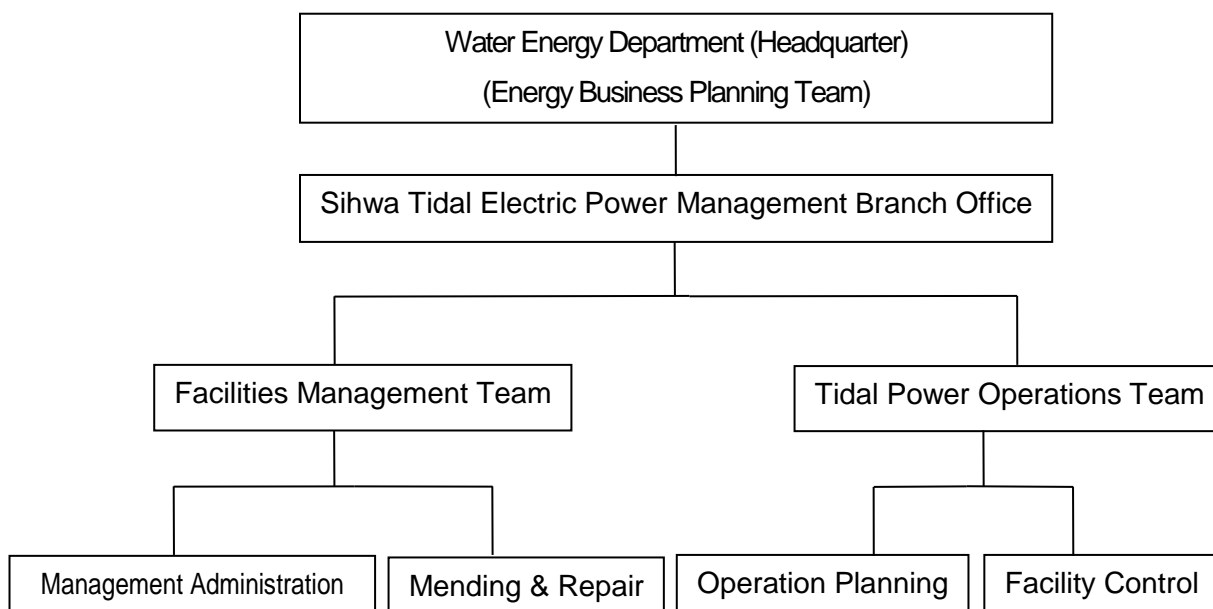 Water Energy Department (Headquarter)
(Energy Business Planning Team)
Sihwa Tidal Electric Power Management Branch Office
Facilities Management Team
Tidal Power Operations Team
Management Administration
Mending & Repair
Operation Planning
Facility Control